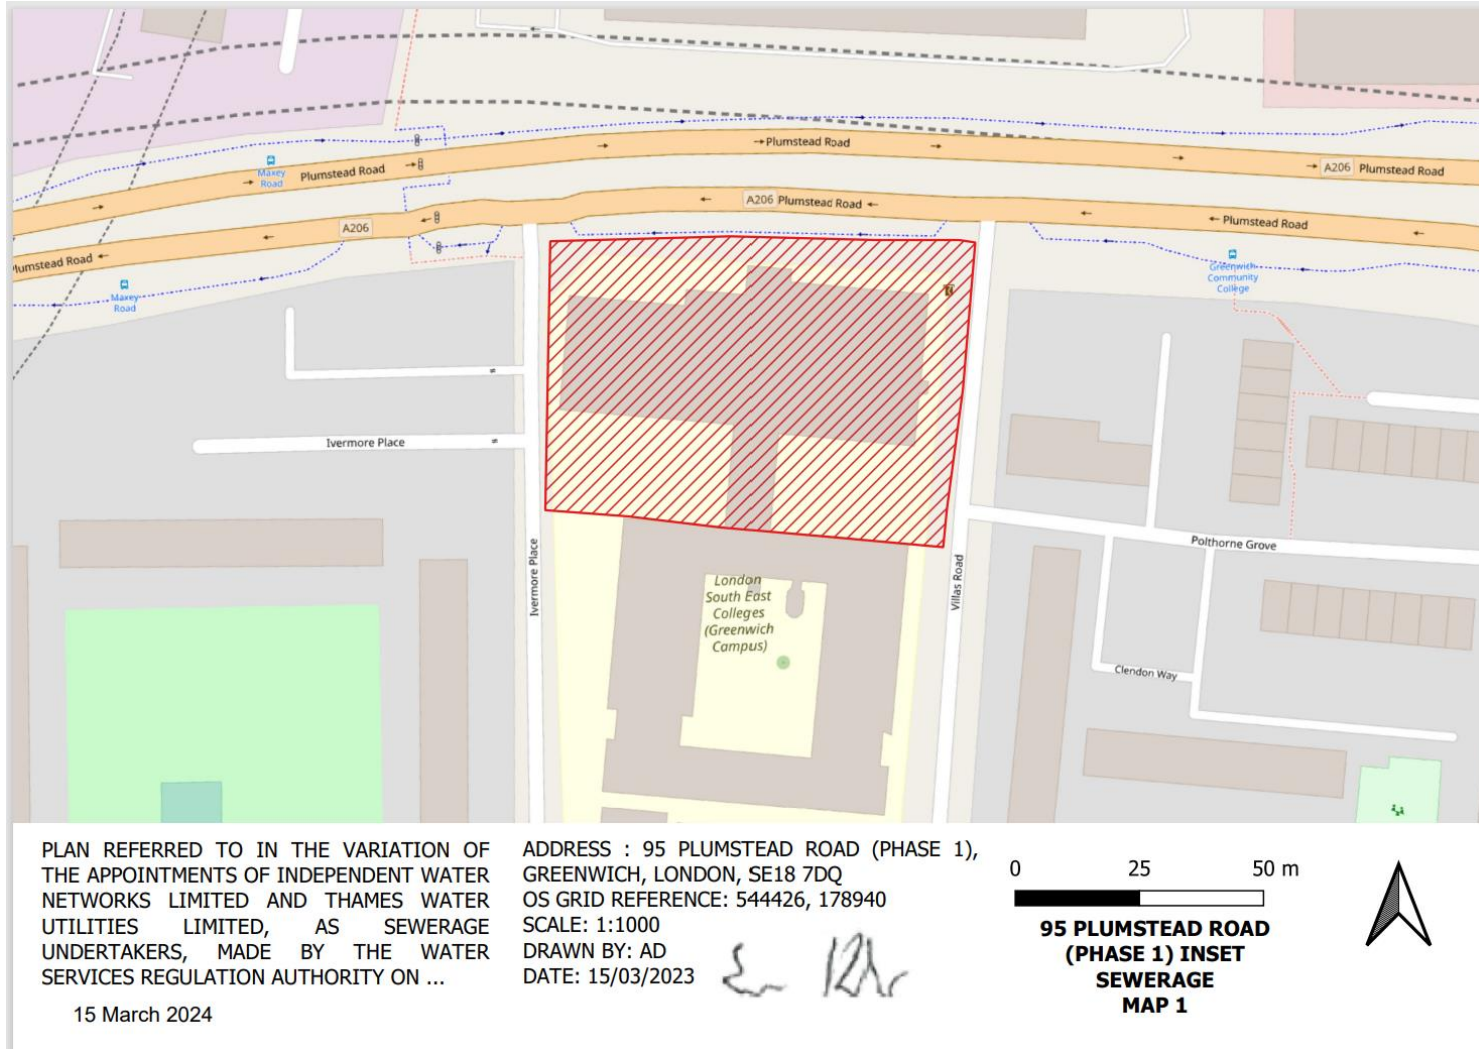 Plumstead Road
A206 Plumstead Road
Maxey
Road
Plumstead Road
A206 Plumstead Road
A206
Plumstead Road
lumstead Road
Maxey
Road
Greenwich
Community
College
Ivermore Place
Ivermore Place
Villas Road
Polthorne Grove
London
South East
Colleges
(Greenwich
Campus)
Clendon Way
PLAN REFERRED TO IN THE VARIATION OF
THE APPOINTMENTS OF INDEPENDENT WATER
NETWORKS LIMITED AND THAMES WATER
UTILITIES LIMITED, AS SEWERAGE
UNDERTAKERS, MADE BY THE WATER
SERVICES REGULATION AUTHORITY ON ...
15 March 2024
ADDRESS : 95 PLUMSTEAD ROAD (PHASE 1),
GREENWICH, LONDON, SE18 7DQ
OS GRID REFERENCE: 544426, 178940
SCALE: 1:1000
DRAWN BY: AD
DATE: 15/03/2023
0 25 50 m
95 PLUMSTEAD ROAD
(PHASE 1) INSET
SEWERAGE
MAP 1